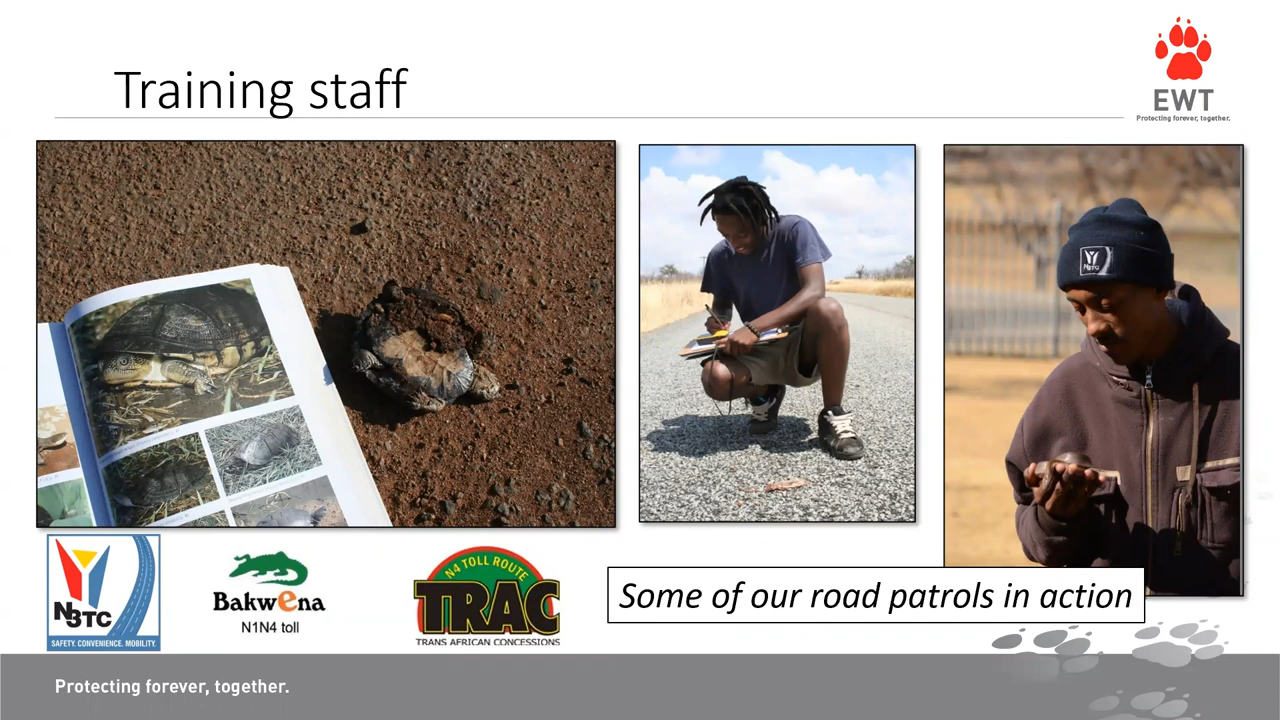 Training staff
EWT
Protecting forever, together.
N3TC
N3TC
SAFETY. CONVENIENCE. MOBILITY.
Bakwena
N1N4 toll
N4 TOLL ROUTE
TRAC
TRANS AFRICAN CONCESSIONS
Some of our road patrols in action
Protecting forever, together.